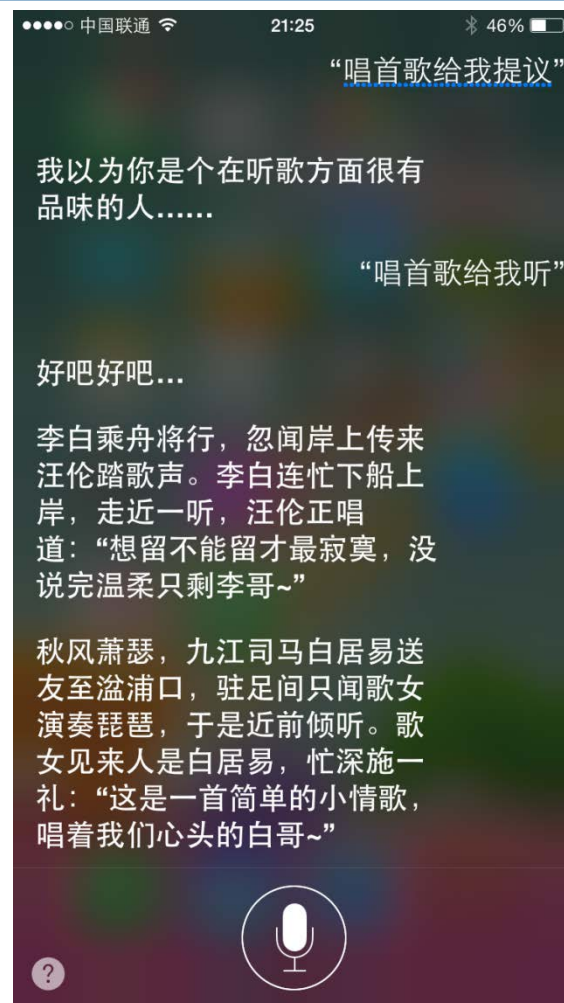 中国联通 21:25 46%
“唱首歌给我提议”
我以为你是个在听歌方面很有
品味的人......
“唱首歌给我听”
好吧好吧...
李白乘舟将行，忽闻岸上传来
汪伦踏歌声。李白连忙下船上
岸，走近一听，汪伦正唱
道：“想留不能留才最寂寞，没
说完温柔只剩李哥~”
秋风萧瑟，九江司马白居易送
友至湓浦口，驻足间只闻歌女
演奏琵琶，于是近前倾听。歌
女见来人是白居易，忙深施一
礼：“这是一首简单的小情歌，
唱着我们心头的白哥~”
?